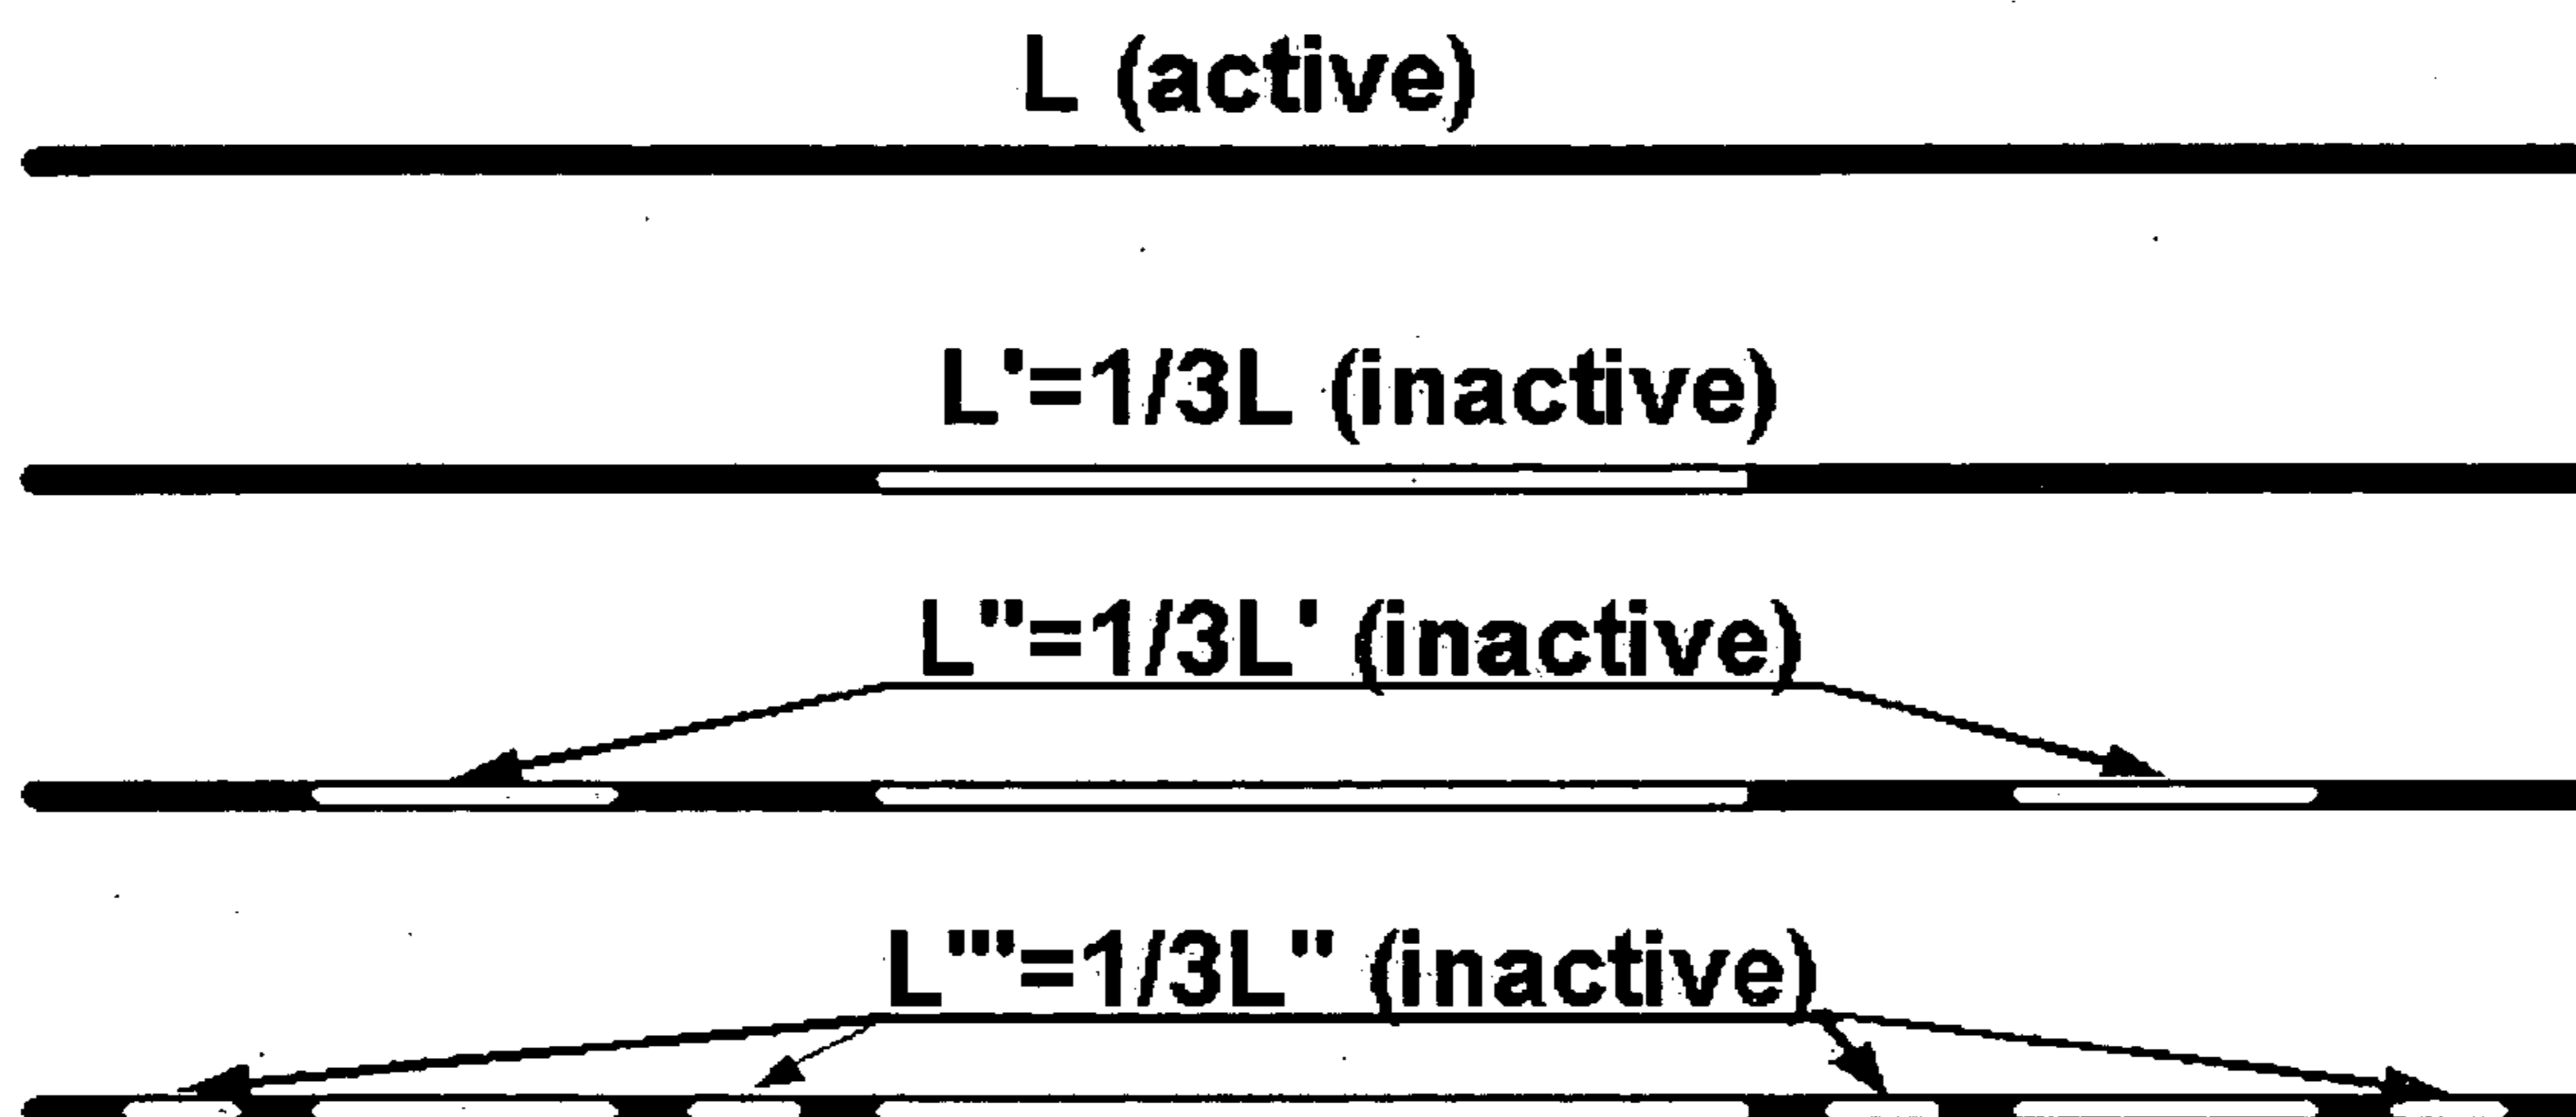 L (active)
L'=1/3L (inactive)
L''=1/3L' (inactive)
L'''=1/3L'' (inactive)